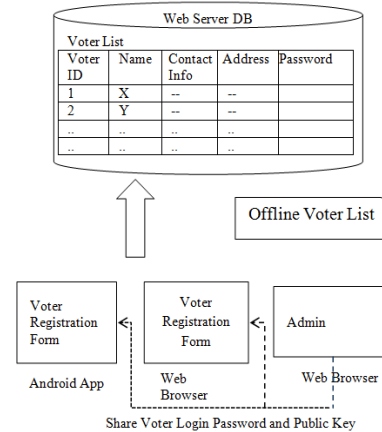 Web Server DB
Voter List
Voter ID Name Contact Info Address Password
1 X -- --
2 Y -- --
.. .. .. ..
.. .. .. ..
Offline Voter List
Voter
Registration
Form
Voter
Registration
Form
Admin
Android App
Web
Browser
Web Browser
Share Voter Login Password and Public Key